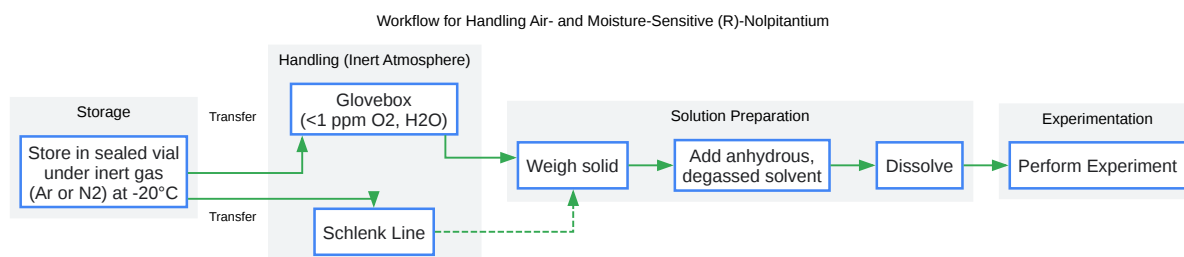 Workflow for Handling Air- and Moisture-Sensitive (R)-Nolpitantium
Storage
Store in sealed vial
under inert gas
(Ar or N2) at -20°C
Transfer
Transfer
Handling (Inert Atmosphere)
Glovebox
(<1 ppm O2, H2O)
Schlenk Line
Solution Preparation
Weigh solid
Add anhydrous,
degassed solvent
Dissolve
Experimentation
Perform Experiment